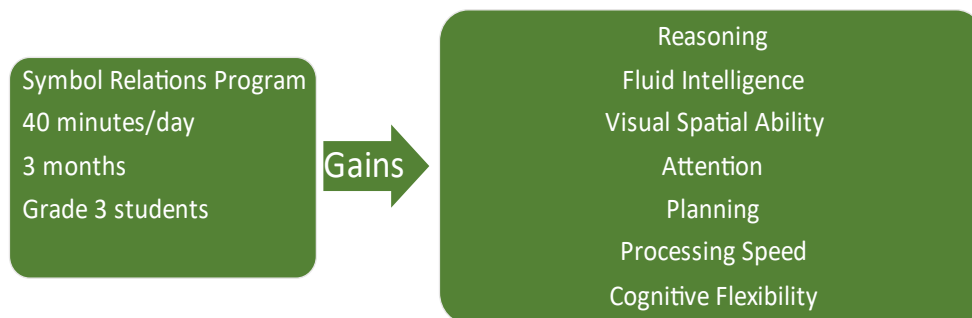 Symbol Relations Program
40 minutes/day
3 months
Grade 3 students
Gains
Reasoning
Fluid Intelligence
Visual Spatial Ability
Attention
Planning
Processing Speed
Cognitive Flexibility